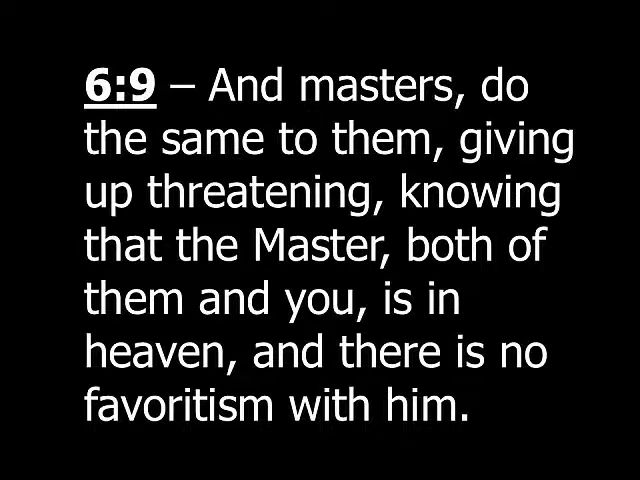 6:9 – And masters, do
the same to them, giving
up threatening, knowing
that the Master, both of
them and you, is in
heaven, and there is no
favoritism with him.